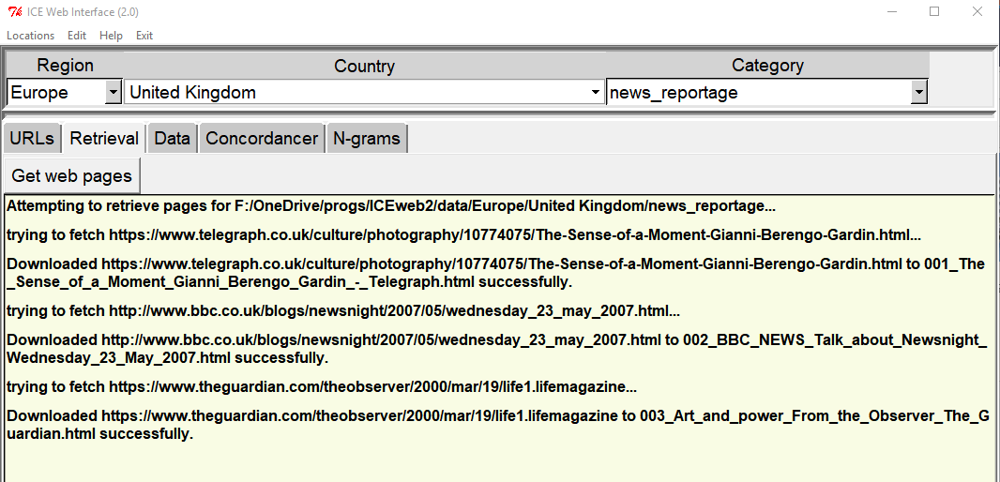 ICE Web Interface (2.0)
Locations Edit Help Exit
Region Country Category
Europe United Kingdom news_reportage
URLs Retrieval Data Concordancer N-grams
Get web pages
Attempting to retrieve pages for F:/OneDrive/progs/ICEweb2/data/Europe/United Kingdom/news_reportage...
trying to fetch https://www.telegraph.co.uk/culture/photography/10774075/The-Sense-of-a-Moment-Gianni-Berengo-Gardin.html...
Downloaded https://www.telegraph.co.uk/culture/photography/10774075/The-Sense-of-a-Moment-Gianni-Berengo-Gardin.html to 001_The
_Sense_of_a_Moment_Gianni_Berengo_Gardin_-_Telegraph.html successfully.
trying to fetch http://www.bbc.co.uk/blogs/newsnight/2007/05/wednesday_23_may_2007.html...
Downloaded http://www.bbc.co.uk/blogs/newsnight/2007/05/wednesday_23_may_2007.html to 002_BBC_NEWS_Talk_about_Newsnight_
Wednesday_23_May_2007.html successfully.
trying to fetch https://www.theguardian.com/theobserver/2000/mar/19/life1.lifemagazine...
Downloaded https://www.theguardian.com/theobserver/2000/mar/19/life1.lifemagazine to 003_Art_and_power_From_the_Observer_The_G
uardian.html successfully.